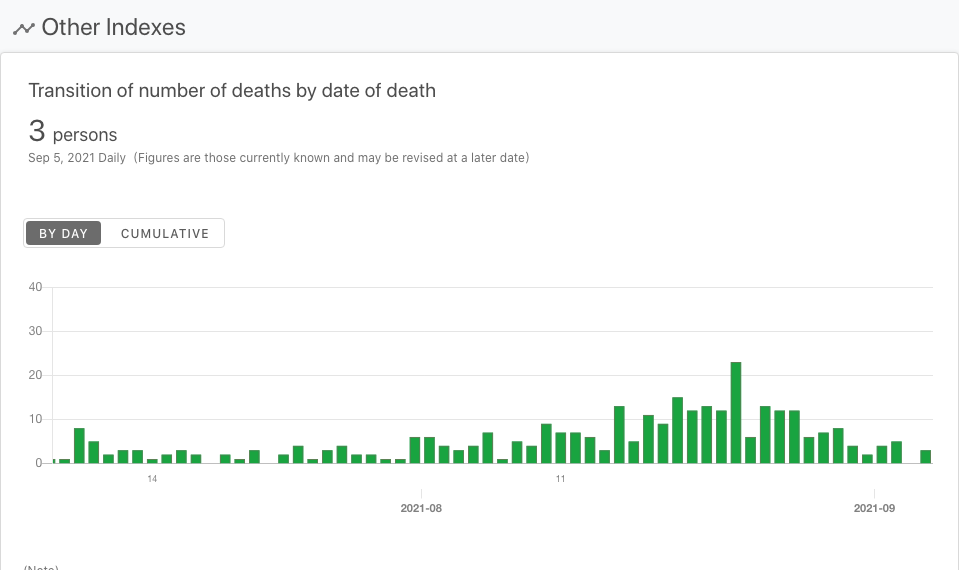 Other Indexes
Transition of number of deaths by date of death
3 persons
Sep 5, 2021 Daily (Figures are those currently known and may be revised at a later date)
BY DAY CUMULATIVE
40
30
20
10
0
14 11
2021-08 2021-09
(Note)